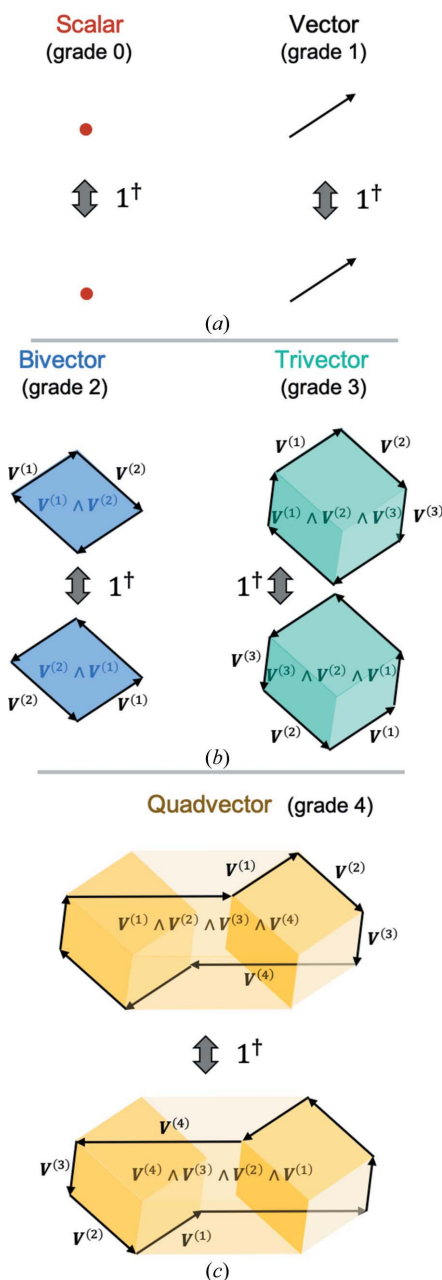 Scalar Vector
(grade 0) (grade 1)
1† 1†
(a)
Bivector Trivector
(grade 2) (grade 3)
V(1) V(2) V(1) V(2)
V(1) ∧ V(2) V(1) ∧ V(2) ∧ V(3) V(3)
1† 1†
V(2) ∧ V(1) V(3) V(3) ∧ V(2) ∧ V(1)
V(2) V(1) V(2) V(1)
(b)
Quadvector (grade 4)
V(1) V(2)
V(1) ∧ V(2) ∧ V(3) ∧ V(4)
V(3)
V(4)
1†
V(4)
V(3) V(4) ∧ V(3) ∧ V(2) ∧ V(1)
V(2) V(1)
(c)